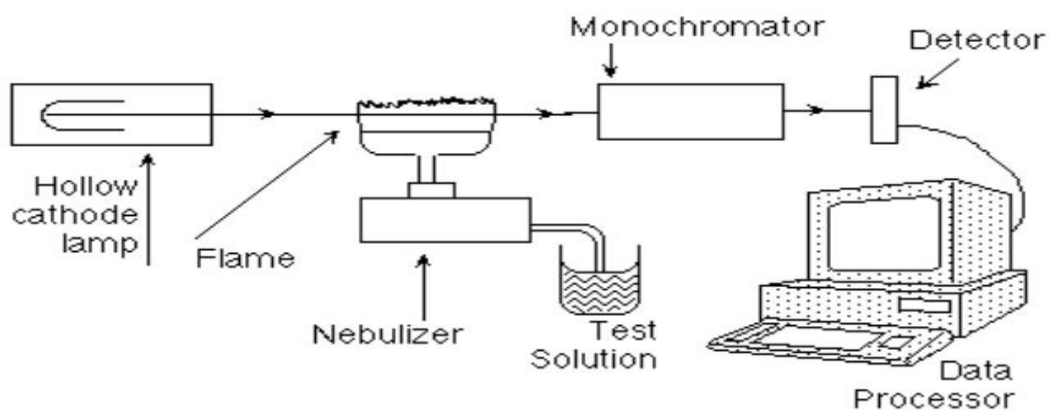 Monochromator
Detector
Hollow
cathode
lamp
Flame
Nebulizer
Test
Solution
Data
Processor